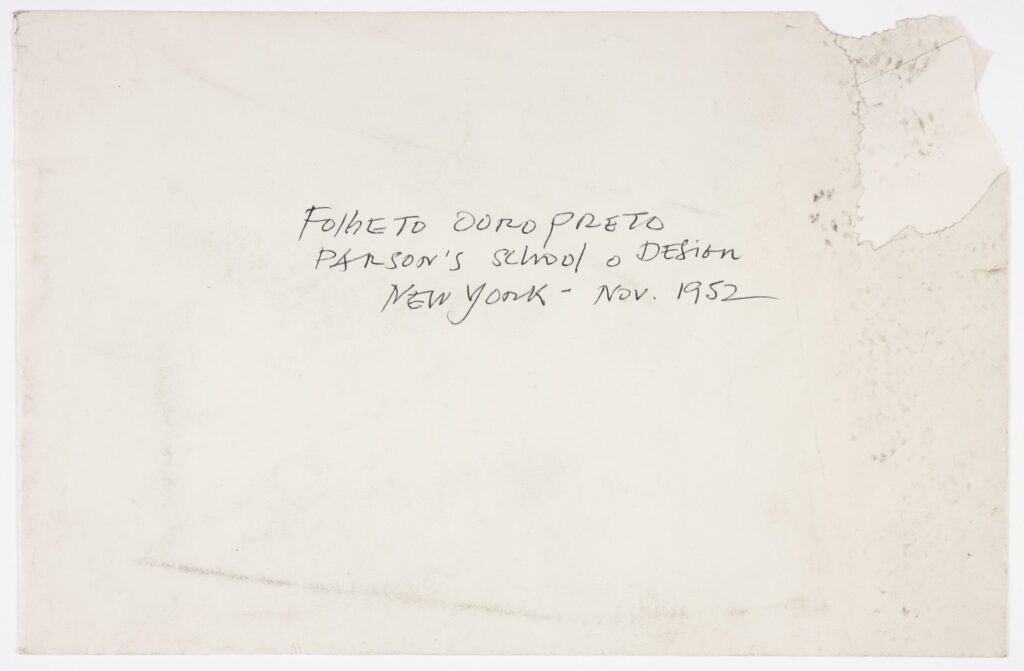 FolhETO OURO PRETO
PARSON'S School o DESIGN
NEW YORK - Nov. 1952